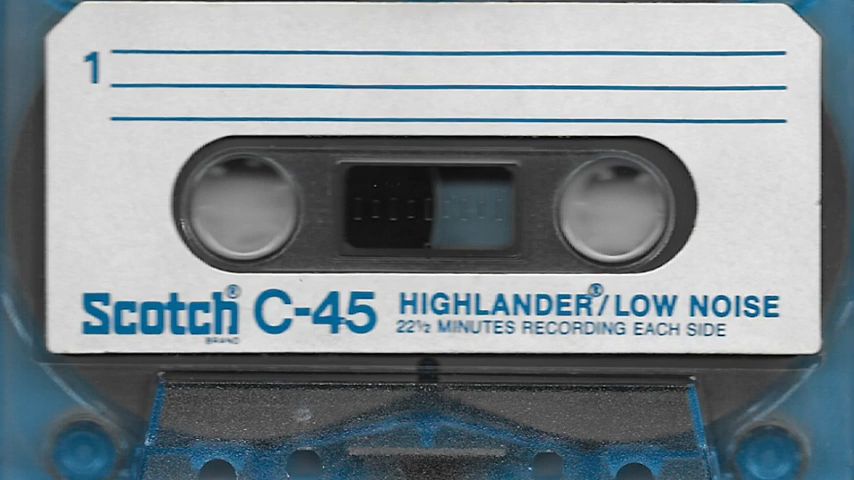 1
Scotch® C-45 HIGHLANDER®/LOW NOISE
BRAND 22½ MINUTES RECORDING EACH SIDE